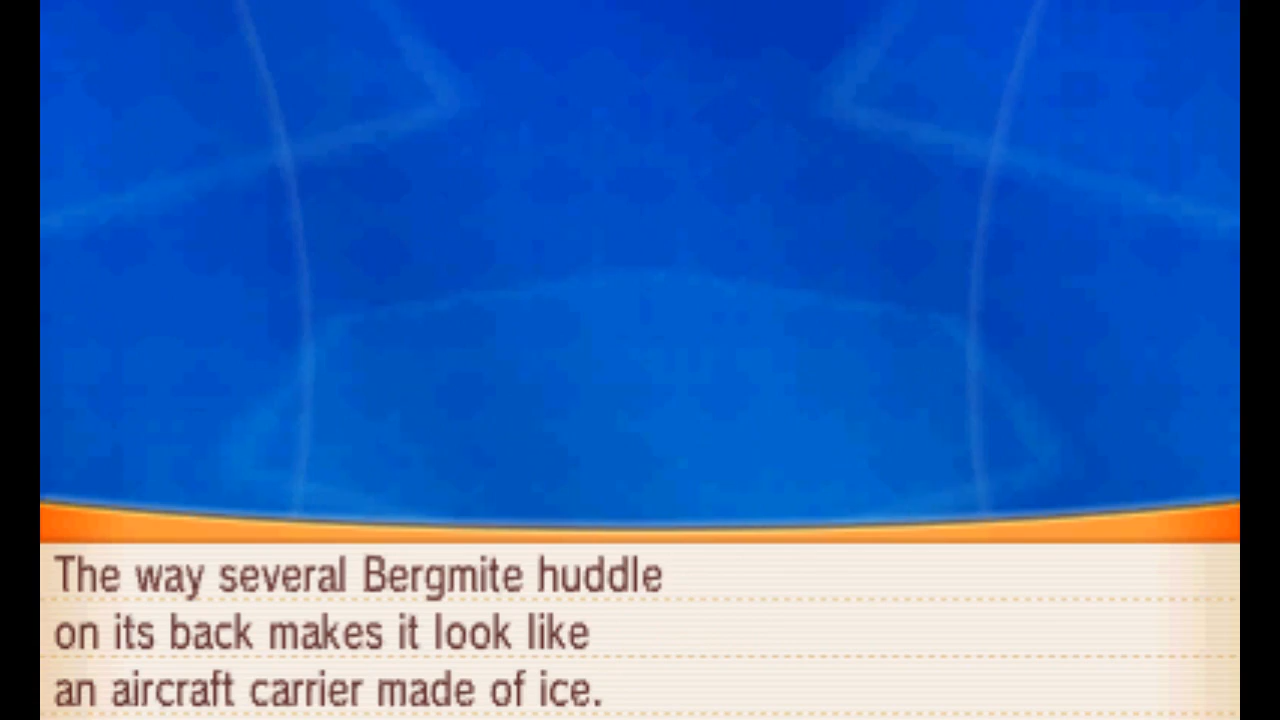 The way several Bergmite huddle
on its back makes it look like
an aircraft carrier made of ice.